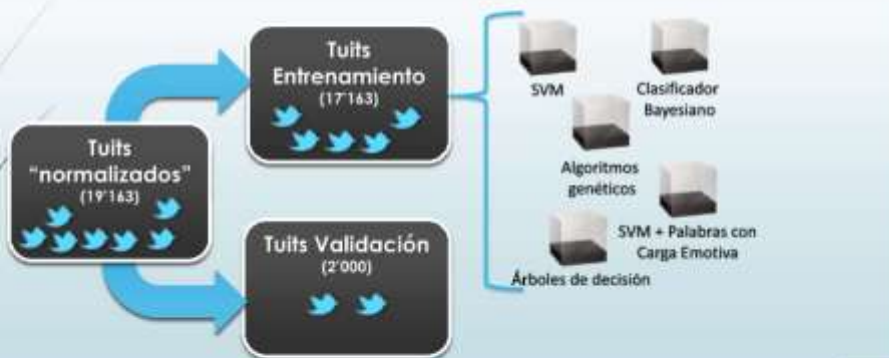 Tuits
"normalizados"
(19'163)
Tuits
Entrenamiento
(17'163)
Tuits Validación
(2'000)
SVM
Clasificador
Bayesiano
Algoritmos
genéticos
SVM + Palabras con
Carga Emotiva
Árboles de decisión